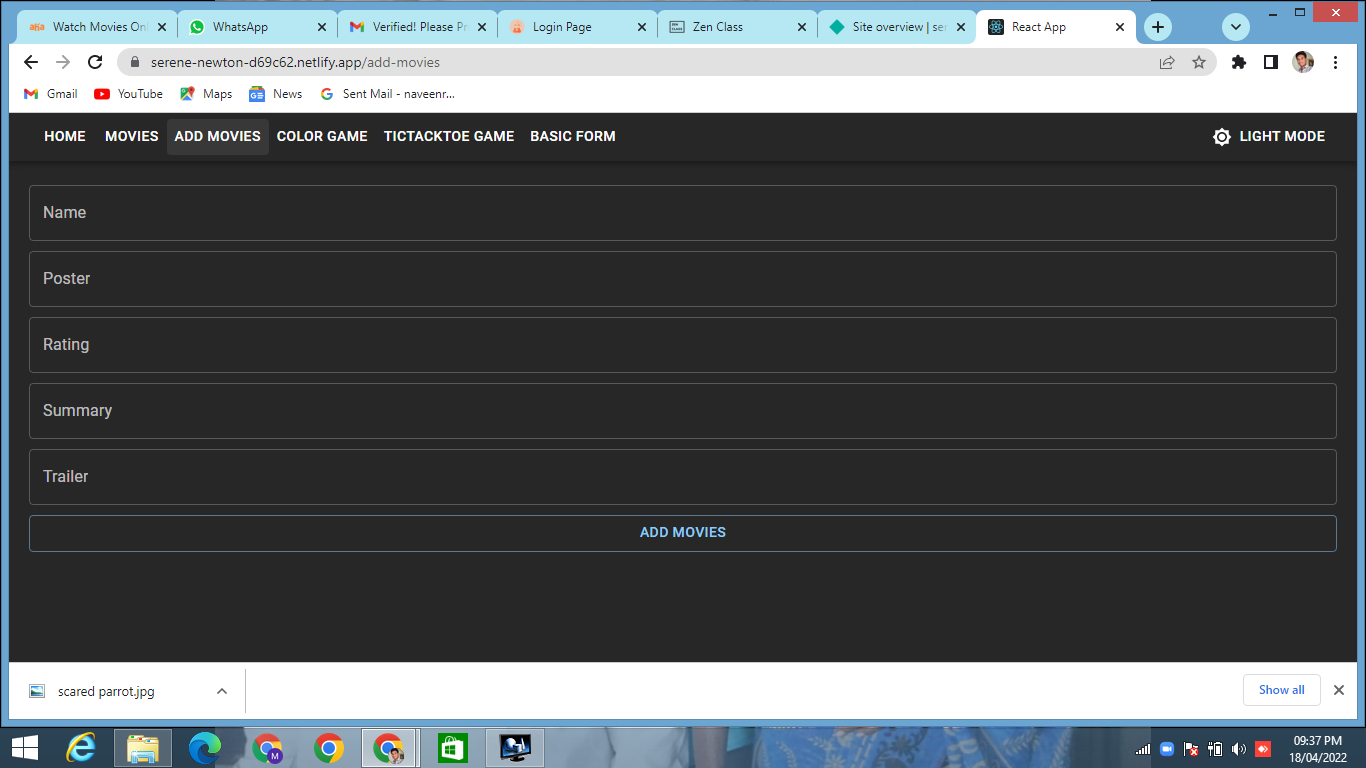 Watch Movies Onl
WhatsApp
Verified! Please Pr
Login Page
Zen Class
Site overview | ser
React App
serene-newton-d69c62.netlify.app/add-movies
Gmail
YouTube
Maps
News
Sent Mail - naveenr...
HOME
MOVIES
ADD MOVIES
COLOR GAME
TICTACKTOE GAME
BASIC FORM
LIGHT MODE
Name
Poster
Rating
Summary
Trailer
ADD MOVIES
scared parrot.jpg
Show all
M
09:37 PM
18/04/2022